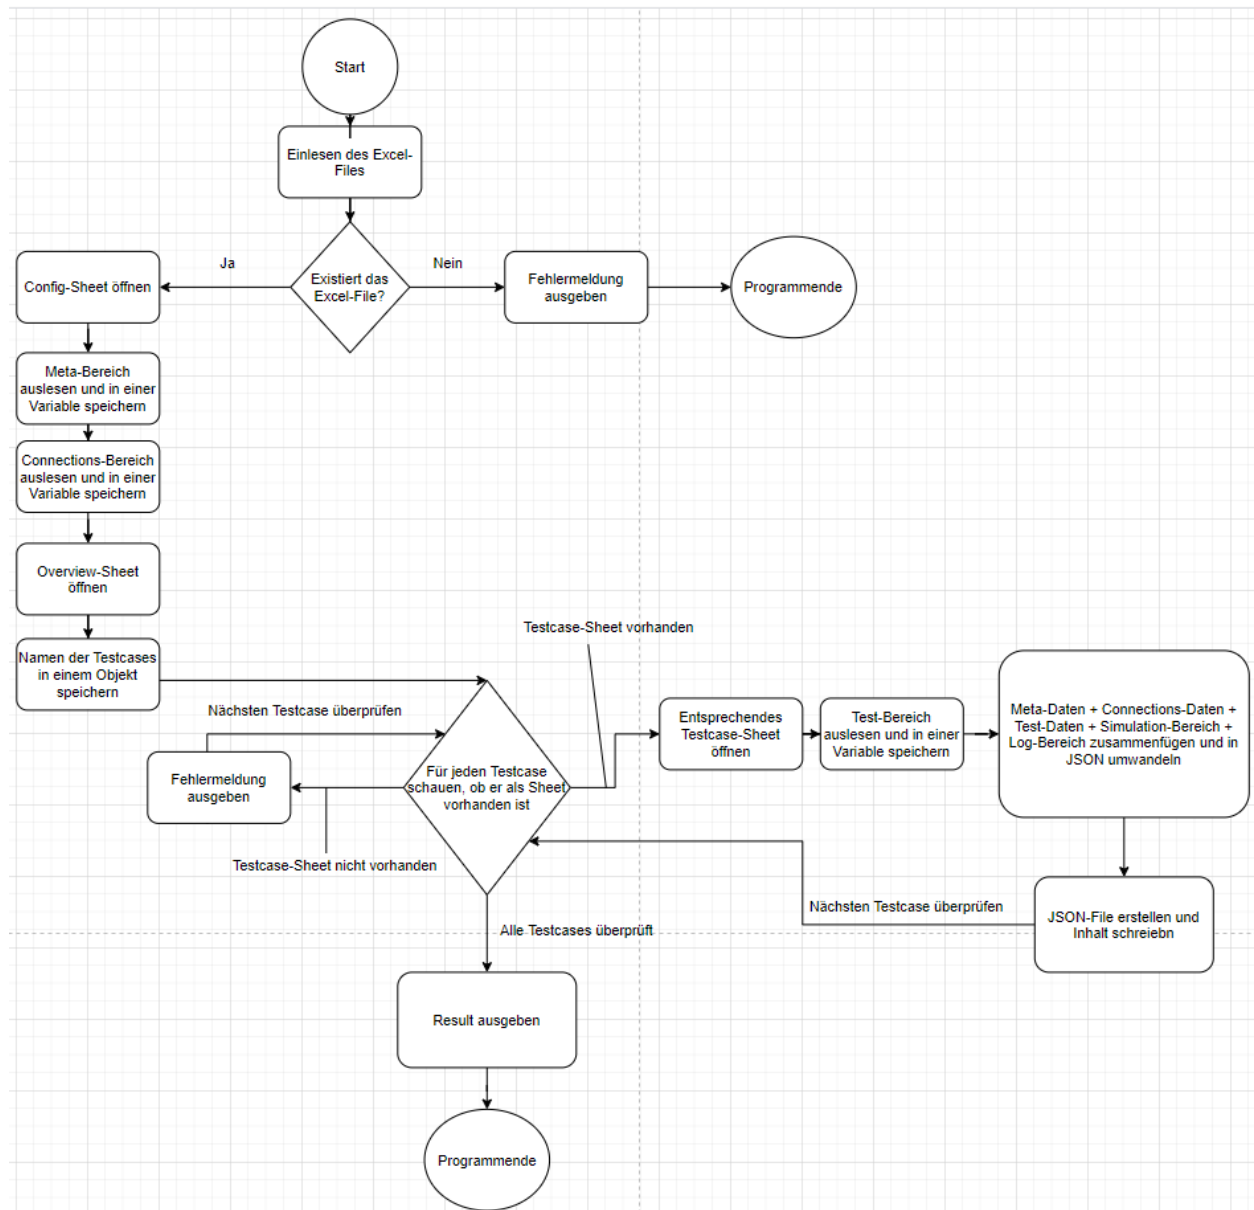 Start
Einlesen des Excel-
Files
Existiert das
Excel-File?
Ja
Nein
Config-Sheet öffnen
Fehlermeldung
ausgeben
Programmende
Meta-Bereich
auslesen und in einer
Variable speichern
Connections-Bereich
auslesen und in einer
Variable speichern
Overview-Sheet
öffnen
Namen der Testcases
in einem Objekt
speichern
Testcase-Sheet vorhanden
Nächsten Testcase überprüfen
Fehlermeldung
ausgeben
Für jeden Testcase
schauen, ob er als Sheet
vorhanden ist
Testcase-Sheet nicht vorhanden
Entsprechendes
Testcase-Sheet
öffnen
Test-Bereich
auslesen und in einer
Variable speichern
Meta-Daten + Connections-Daten +
Test-Daten + Simulation-Bereich +
Log-Bereich zusammenfügen und in
JSON umwandeln
JSON-File erstellen und
Inhalt schreiebn
Nächsten Testcase überprüfen
Alle Testcases überprüft
Result ausgeben
Programmende